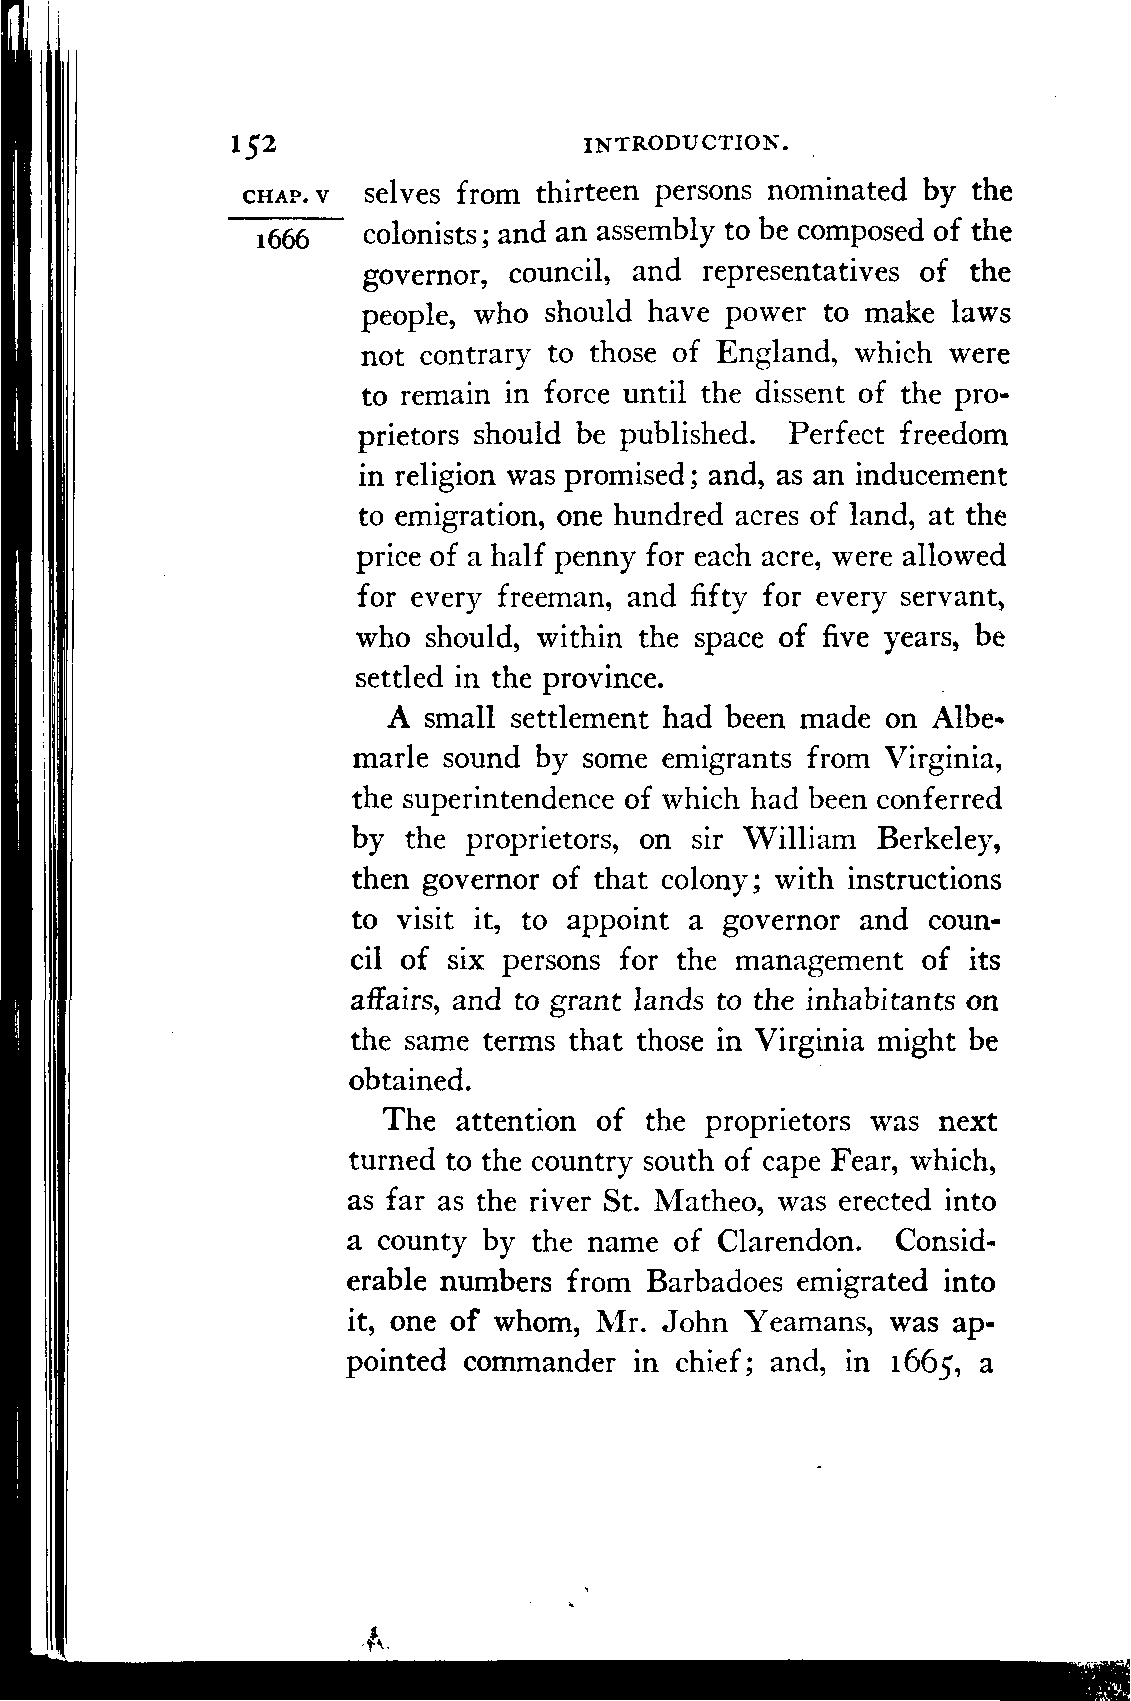 152 INTRODUCTION.
CHAP. V selves from thirteen persons nominated by the
1666 colonists; and an assembly to be composed of the
governor, council, and representatives of the
people, who should have power to make laws
not contrary to those of England, which were
to remain in force until the dissent of the pro-
prietors should be published. Perfect freedom
in religion was promised; and, as an inducement
to emigration, one hundred acres of land, at the
price of a half penny for each acre, were allowed
for every freeman, and fifty for every servant,
who should, within the space of five years, be
settled in the province.
A small settlement had been made on Albe-
marle sound by some emigrants from Virginia,
the superintendence of which had been conferred
by the proprietors, on sir William Berkeley,
then governor of that colony; with instructions
to visit it, to appoint a governor and coun-
cil of six persons for the management of its
affairs, and to grant lands to the inhabitants on
the same terms that those in Virginia might be
obtained.
The attention of the proprietors was next
turned to the country south of cape Fear, which,
as far as the river St. Matheo, was erected into
a county by the name of Clarendon. Consid-
erable numbers from Barbadoes emigrated into
it, one of whom, Mr. John Yeamans, was ap-
pointed commander in chief; and, in 1665, a